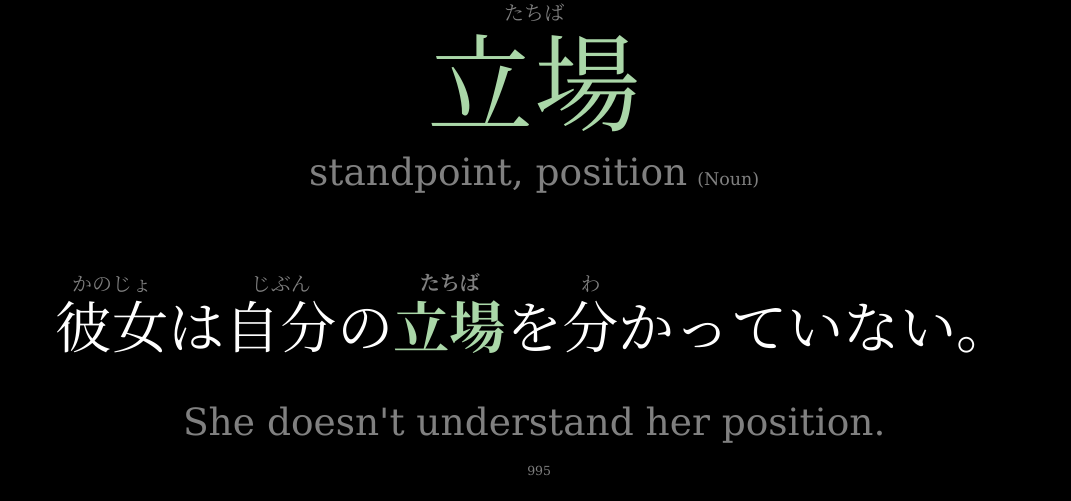 たちば
立場
standpoint, position (Noun)
かのじょ じぶん たちば わ
彼女は自分の立場を分かっていない。
She doesn't understand her position.
995